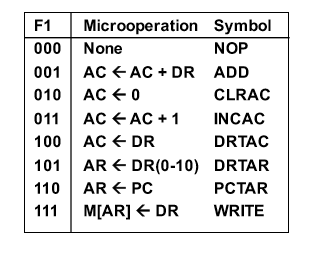 F1 Microoperation Symbol
000 None NOP
001 AC ← AC + DR ADD
010 AC ← 0 CLRAC
011 AC ← AC + 1 INCAC
100 AC ← DR DRTAC
101 AR ← DR(0-10) DRTAR
110 AR ← PC PCTAR
111 M[AR] ← DR WRITE